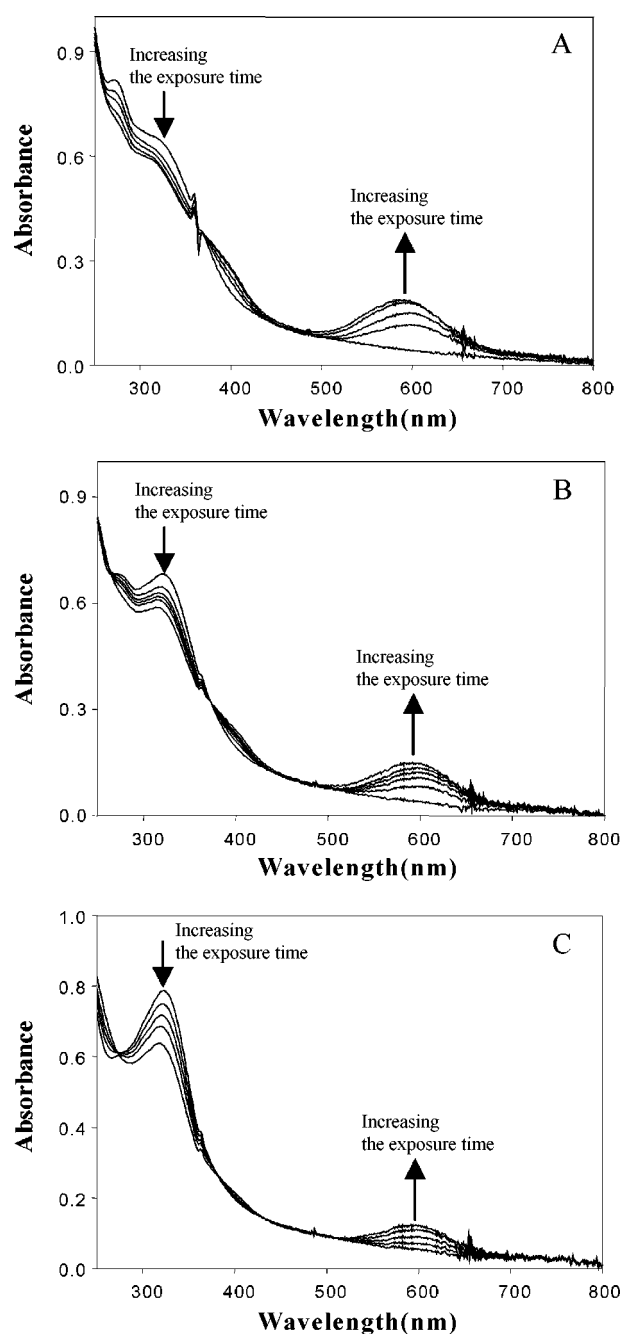 A
Increasing
the exposure time
Increasing
the exposure time
Absorbance
0.9
0.6
0.3
0.0
300 400 500 600 700 800
Wavelength(nm)
B
Increasing
the exposure time
Increasing
the exposure time
Absorbance
0.9
0.6
0.3
0.0
300 400 500 600 700 800
Wavelength(nm)
C
Increasing
the exposure time
Increasing
the exposure time
Absorbance
1.0
0.8
0.6
0.4
0.2
0.0
300 400 500 600 700 800
Wavelength(nm)